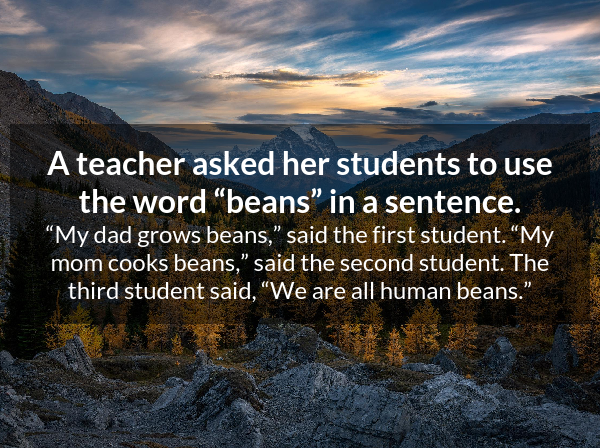 A teacher asked her students to use
the word “beans” in a sentence.
“My dad grows beans,” said the first student. “My
mom cooks beans,” said the second student. The
third student said, “We are all human beans.”